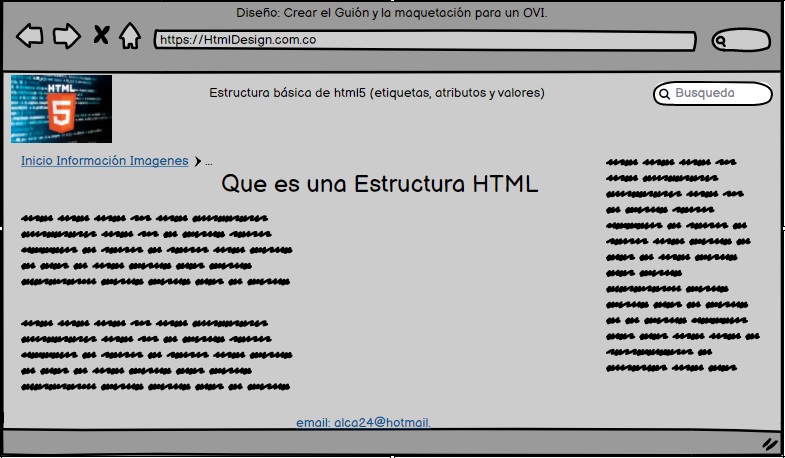 Diseño: Crear el Guión y la maquetación para un OVI.
https://HtmlDesign.com.co
HTML
5
Estructura básica de html5 (etiquetas, atributos y valores)
Busqueda
Inicio Información Imagenes > ...
Que es una Estructura HTML
email: alca24@hotmail.